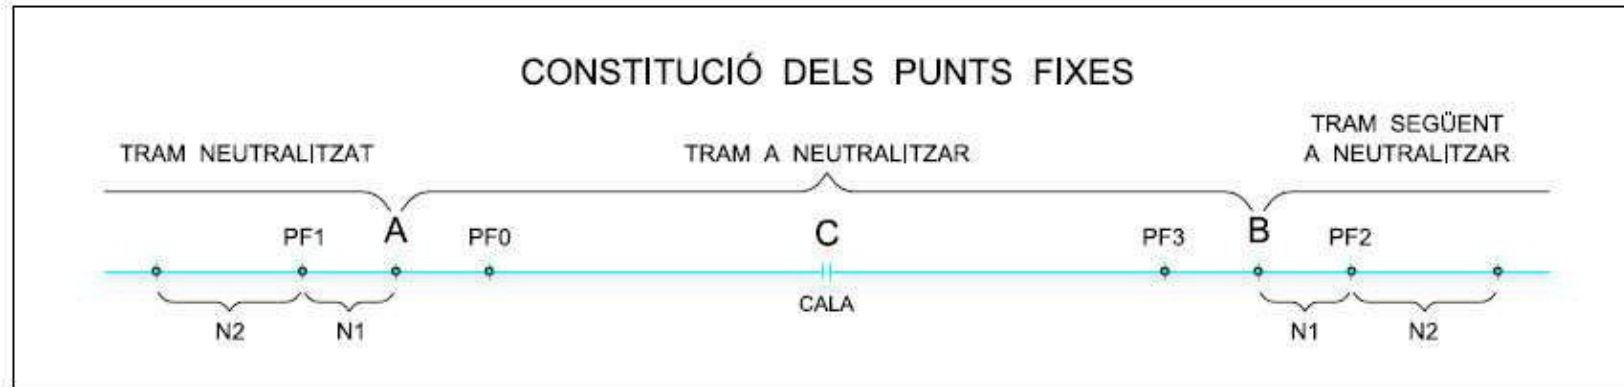 CONSTITUCIÓ DELS PUNTS FIXES
TRAM NEUTRALITZAT
TRAM A NEUTRALITZAR
TRAM SEGÜENT
A NEUTRALITZAR
PF1
A
PF0
C
PF3
B
PF2
CALA
N2
N1
N1
N2